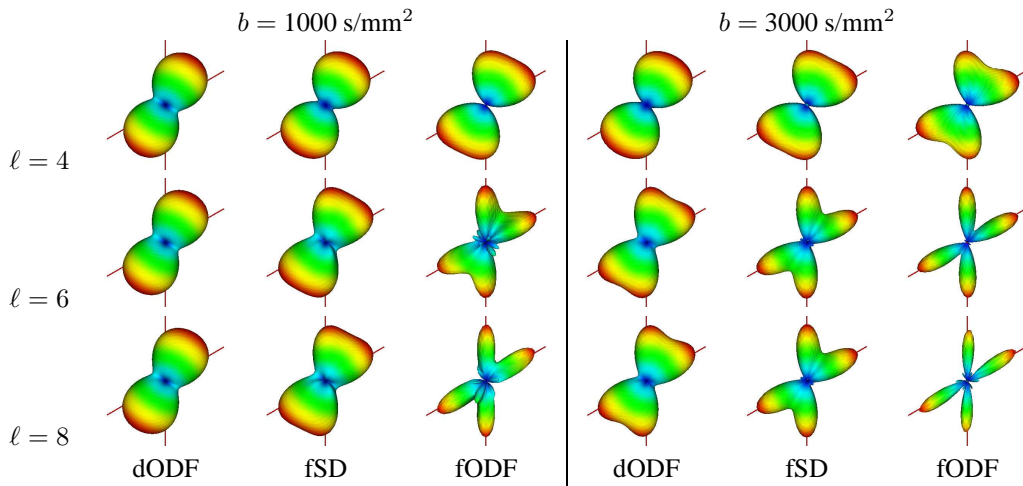 b = 1000 s/mm² b = 3000 s/mm²
ℓ = 4
ℓ = 6
ℓ = 8
dODF fSD fODF dODF fSD fODF